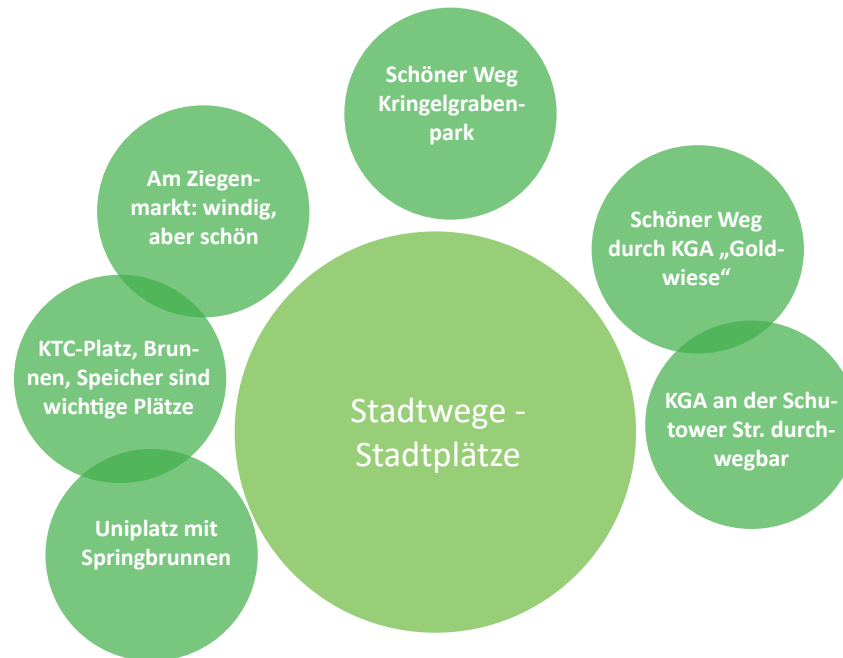 Schöner Weg
Kringelgraben-
park
Am Ziegen-
markt: windig,
aber schön
Schöner Weg
durch KGA „Gold-
wiese“
KTC-Platz, Brun-
nen, Speicher sind
wichtige Plätze
Stadtwege -
Stadtplätze
KGA an der Schu-
tower Str. durch-
wegbar
Uniplatz mit
Springbrunnen